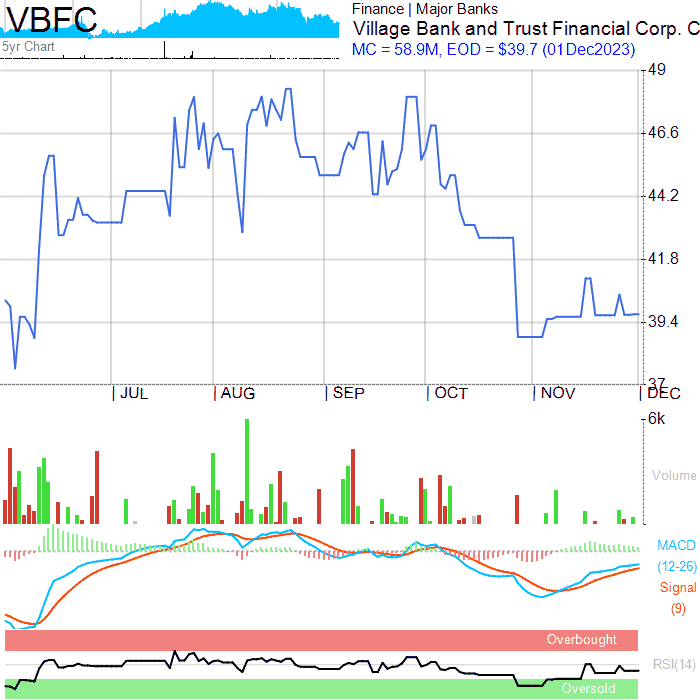 VBFC
5yr Chart
Finance | Major Banks
Village Bank and Trust Financial Corp. C
MC = 58.9M, EOD = $39.7 (01Dec2023)
49
46.6
44.2
41.8
39.4
37
JUL
AUG
SEP
OCT
NOV
DEC
6k
Volume
MACD
(12-26)
Signal
(9)
Overbought
RSI(14)
Oversold